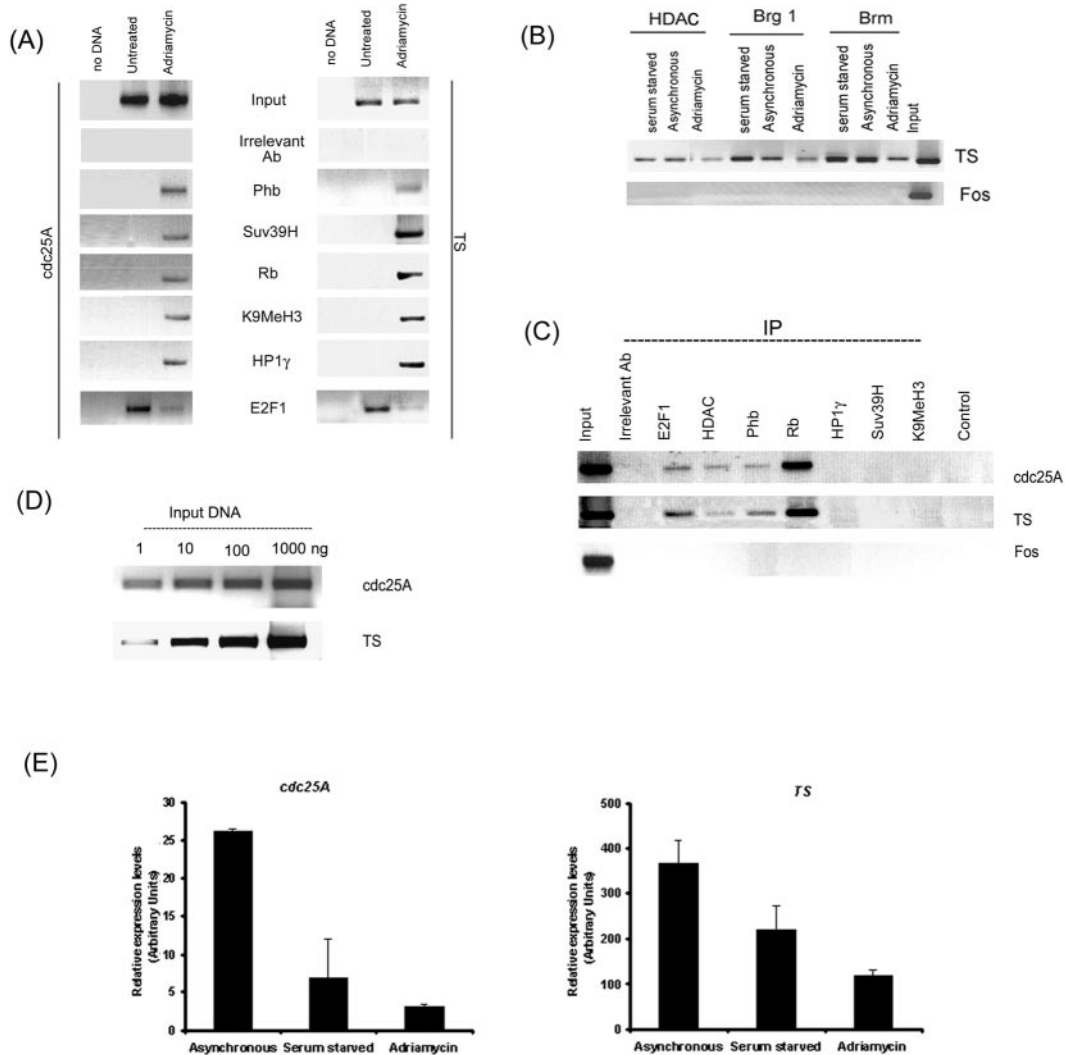 (A)
no DNA
Untreated
Adriamycin
no DNA
Untreated
Adriamycin
cdc25A
Input
Irrelevant
Ab
Phb
Suv39H
Rb
K9MeH3
HP1γ
E2F1
TS
(B)
HDAC Brg 1 Brm
serum starved
Asynchronous
Adriamycin
serum starved
Asynchronous
Adriamycin
serum starved
Asynchronous
Adriamycin
Input
TS
Fos
(C)
IP
Input
Irrelevant Ab
E2F1
HDAC
Phb
Rb
HP1γ
Suv39H
K9MeH3
Control
cdc25A
TS
Fos
(D)
Input DNA
1 10 100 1000 ng
cdc25A
TS
(E)
cdc25A
Relative expression levels
(Arbitrary Units)
30
25
20
15
10
5
0
Asynchronous Serum starved Adriamycin
TS
Relative expression levels
(Arbitrary Units)
500
400
300
200
100
0
Asynchronous Serum starved Adriamycin